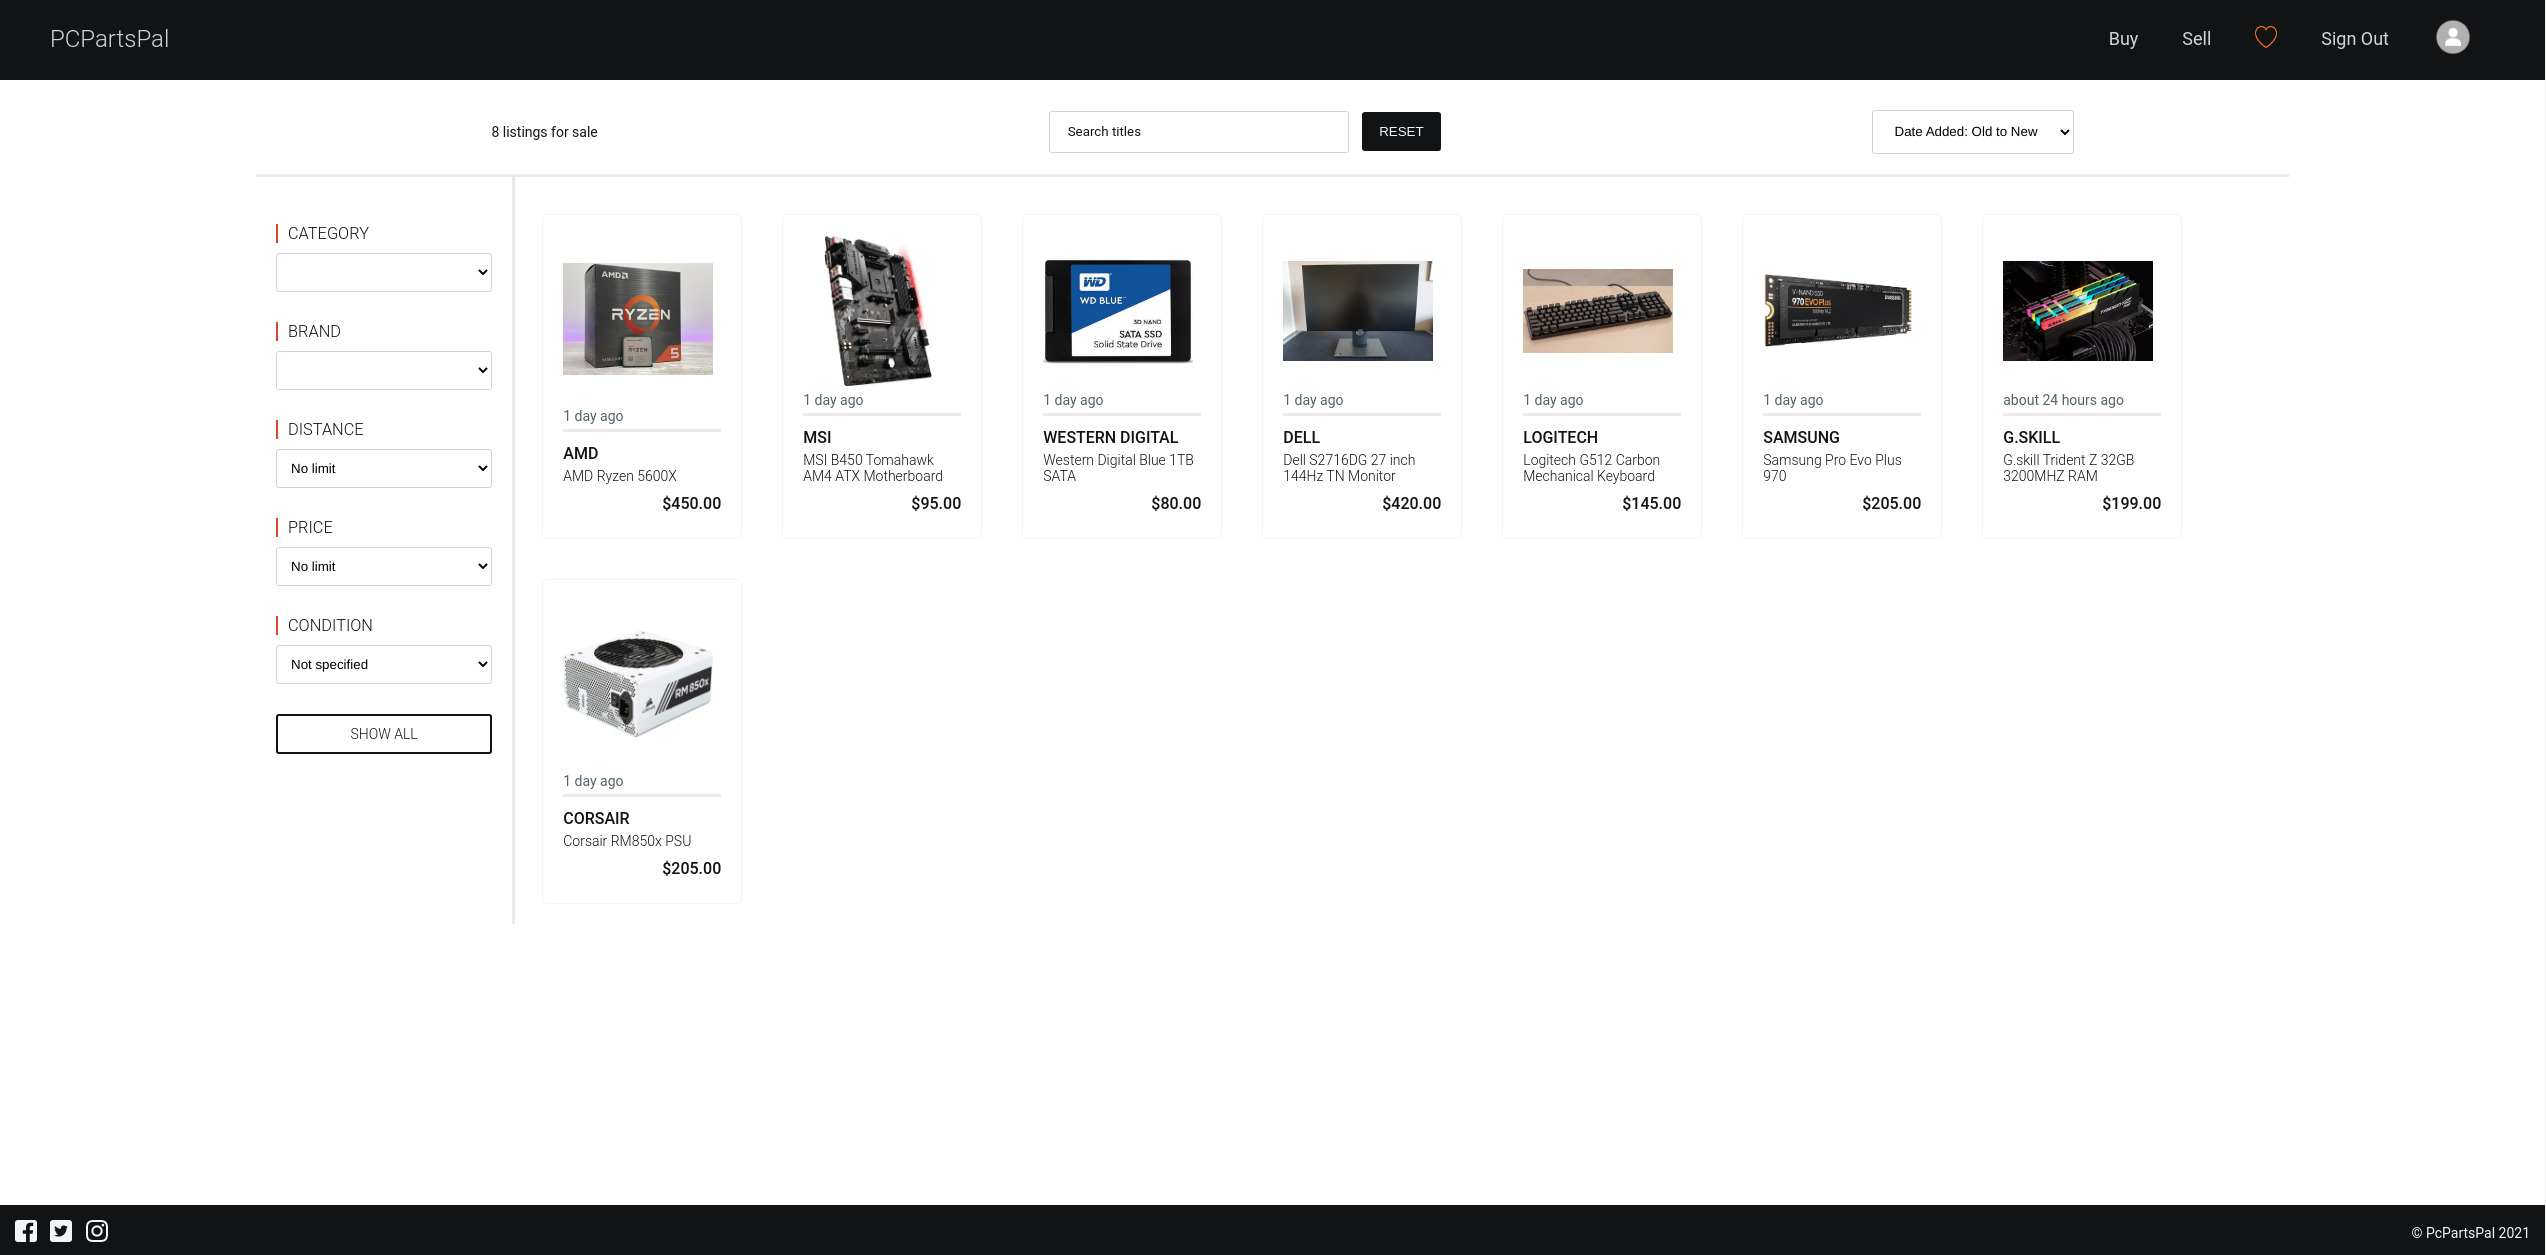 PCPartsPal
Buy
Sell
Sign Out
8 listings for sale
Search titles
RESET
Date Added: Old to New
CATEGORY
BRAND
DISTANCE
No limit
PRICE
No limit
CONDITION
Not specified
SHOW ALL
AMD
RYZEN
RYZEN
5
1 day ago
AMD
AMD Ryzen 5600X
$450.00
1 day ago
MSI
MSI B450 Tomahawk
AM4 ATX Motherboard
$95.00
WD
WD BLUE
3D NAND
SATA SSD
Solid State Drive
1 day ago
WESTERN DIGITAL
Western Digital Blue 1TB
SATA
$80.00
1 day ago
DELL
Dell S2716DG 27 inch
144Hz TN Monitor
$420.00
1 day ago
LOGITECH
Logitech G512 Carbon
Mechanical Keyboard
$145.00
V-NAND SSD
970 EVO Plus
NVMe M.2
SAMSUNG
1 day ago
SAMSUNG
Samsung Pro Evo Plus
970
$205.00
about 24 hours ago
G.SKILL
G.skill Trident Z 32GB
3200MHZ RAM
$199.00
RM850x
1 day ago
CORSAIR
Corsair RM850x PSU
$205.00
© PcPartsPal 2021